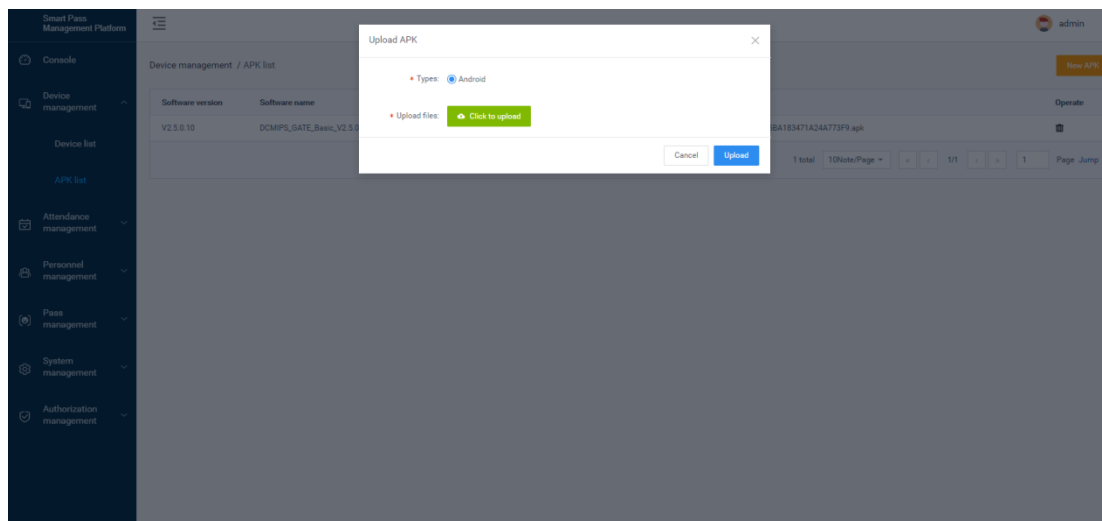 Smart Pass
Management Platform
admin
Console
Device
management
Device list
APK list
Attendance
management
Personnel
management
Pass
management
System
management
Authorization
management
Device management / APK list
New APK
Software version
Software name
Operate
V2.5.0.10
DCMIPS_GATE_Basic_V2.5.0
BA183471A24A773F9.apk
1 total
10Note/Page
1/1
1
Page
Jump
Upload APK
* Types:
Android
* Upload files:
Click to upload
Cancel
Upload